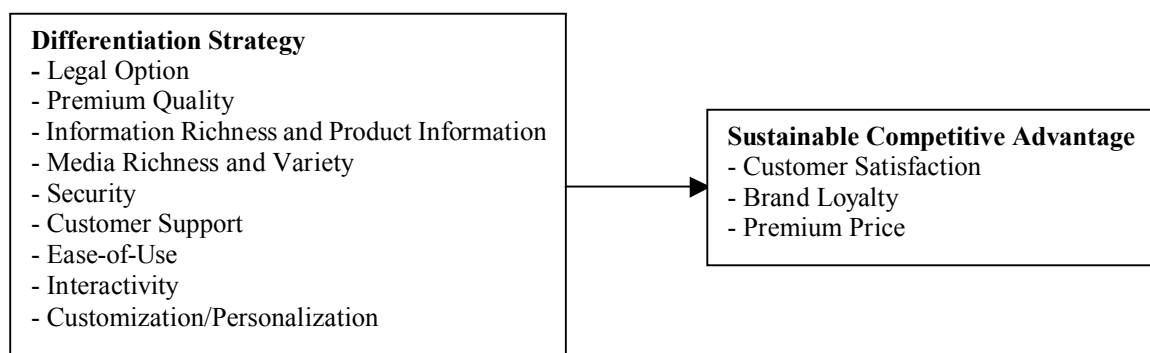 Differentiation Strategy
- Legal Option
- Premium Quality
- Information Richness and Product Information
- Media Richness and Variety
- Security
- Customer Support
- Ease-of-Use
- Interactivity
- Customization/Personalization
Sustainable Competitive Advantage
- Customer Satisfaction
- Brand Loyalty
- Premium Price